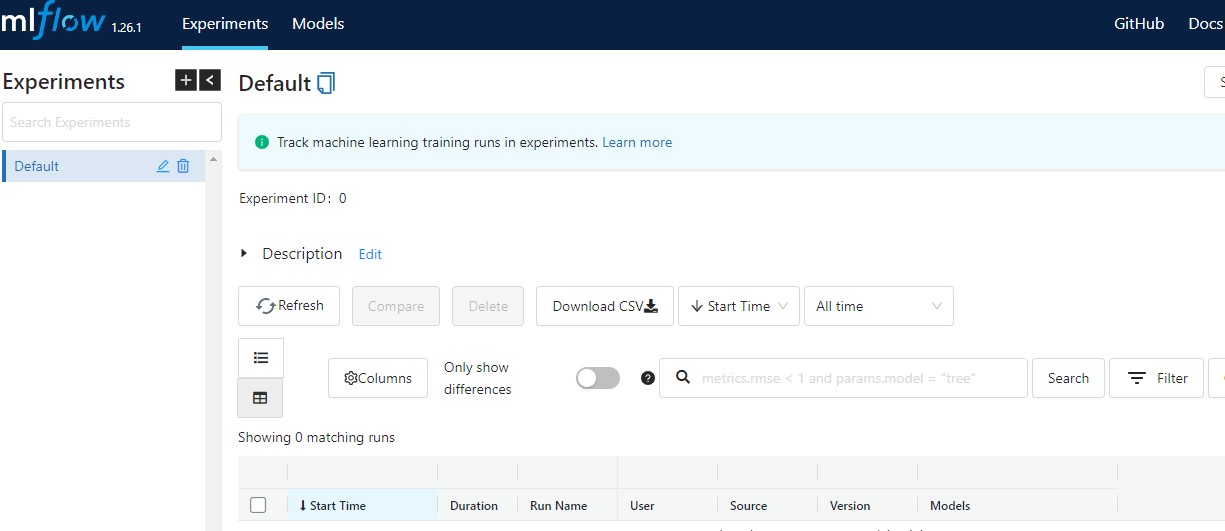 mlflow 1.26.1 Experiments Models GitHub Docs
Experiments
Default
Search Experiments
Default
Track machine learning training runs in experiments. Learn more
Experiment ID: 0
Description Edit
Refresh Compare Delete Download CSV Start Time All time
Columns
Only show
differences
metrics.rmse < 1 and params.model = "tree"
Search
Filter
Showing 0 matching runs
Start Time Duration Run Name User Source Version Models